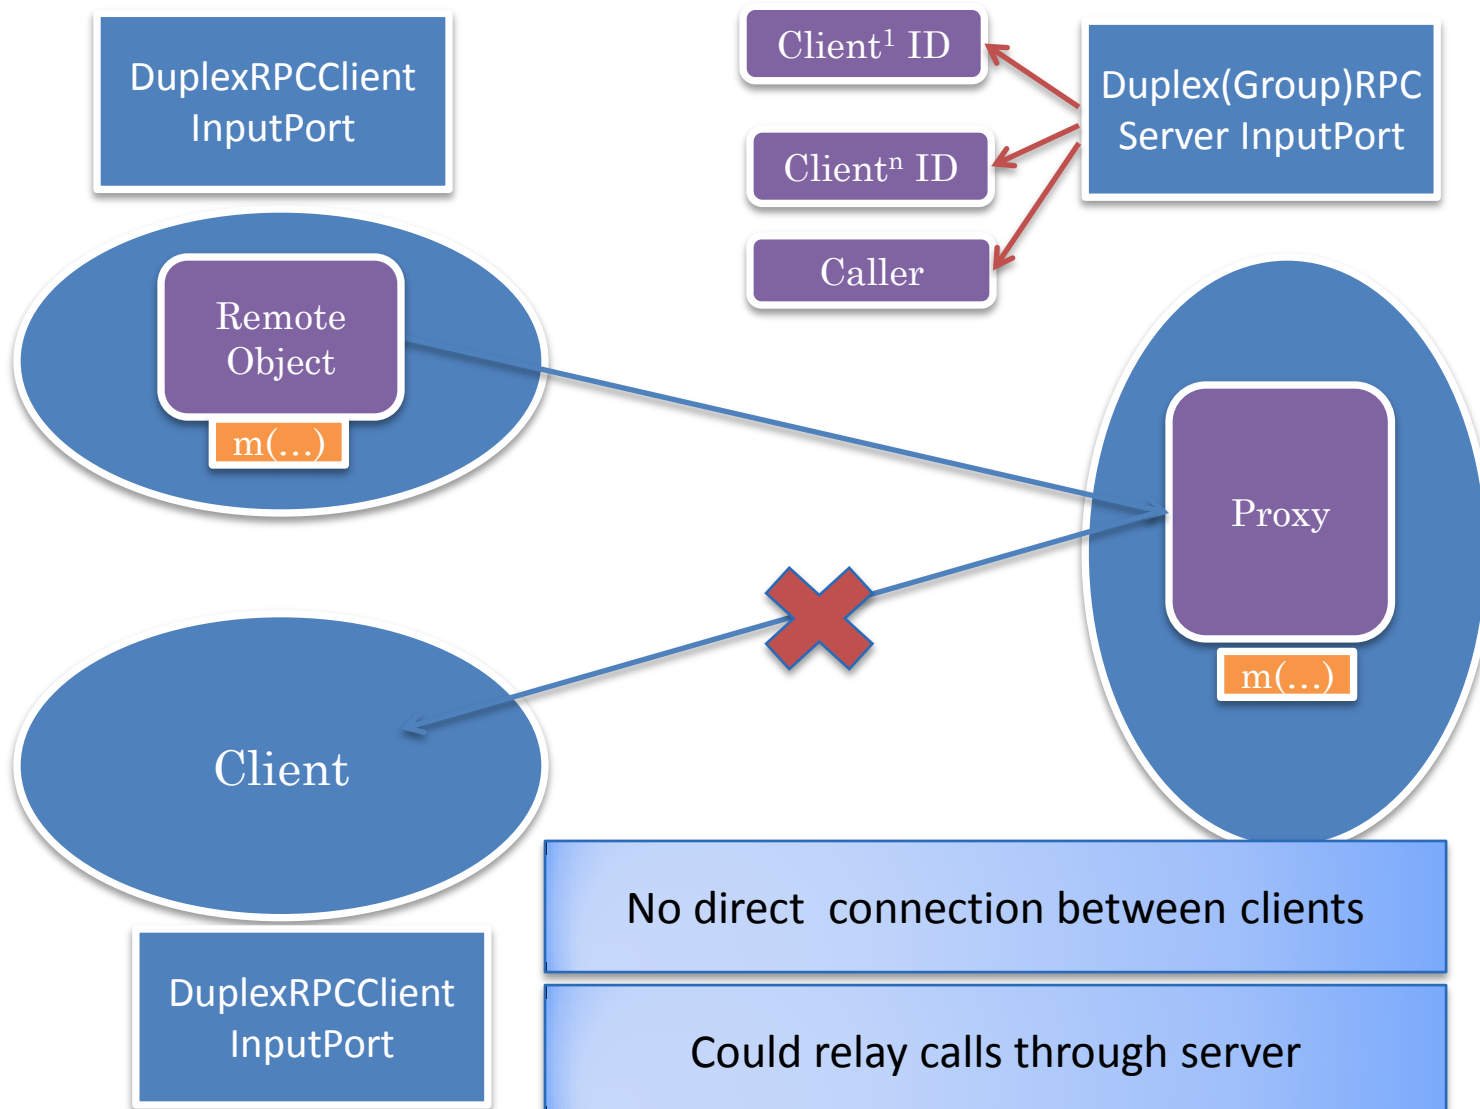 DuplexRPCClient
InputPort
Client¹ ID
Clientⁿ ID
Caller
Duplex(Group)RPC
Server InputPort
Remote
Object
m(...)
Proxy
m(...)
Client
No direct  connection between clients
DuplexRPCClient
InputPort
Could relay calls through server